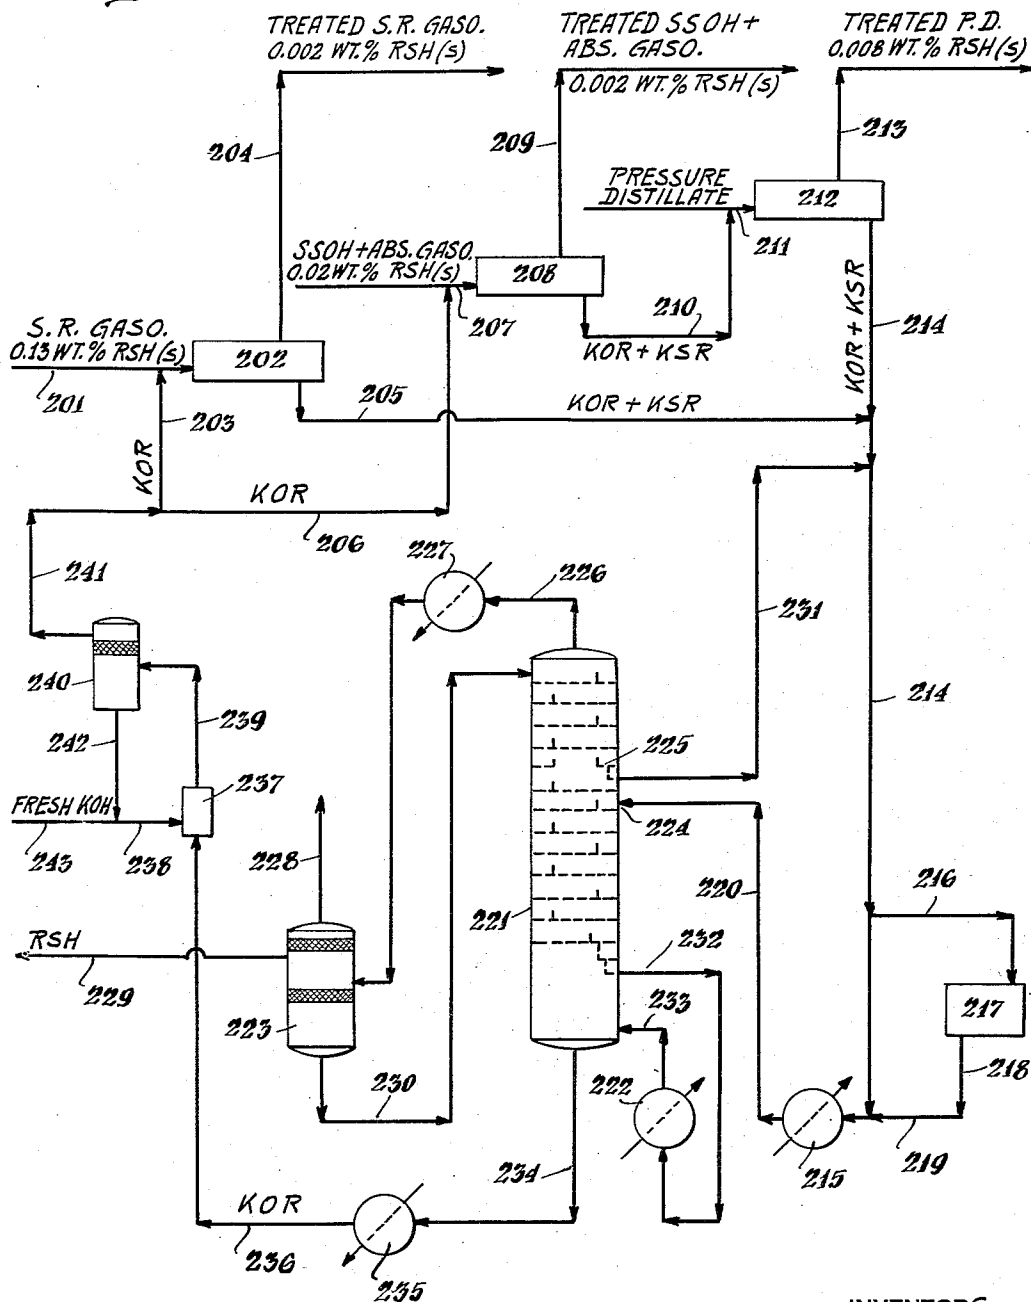 TREATED S.R. GASO.
0.002 WT.% RSH(s)
TREATED SSOH+
ABS. GASO.
0.002 WT.% RSH(s)
TREATED P.D.
0.008 WT.% RSH(s)
204
209
213
PRESSURE
DISTILLATE
212
211
SSOH+ABS. GASO.
0.02 WT.% RSH(s)
208
207
210
KOR+KSR
KOR+KSR
214
S.R. GASO.
0.13 WT.% RSH(s)
202
201
203
205
KOR+KSR
KOR
KOR
206
227
226
241
231
240
239
242
214
225
237
FRESH KOH
243
238
224
228
220
216
221
RSH
232
229
233
217
223
222
218
230
215
219
234
KOR
236
235